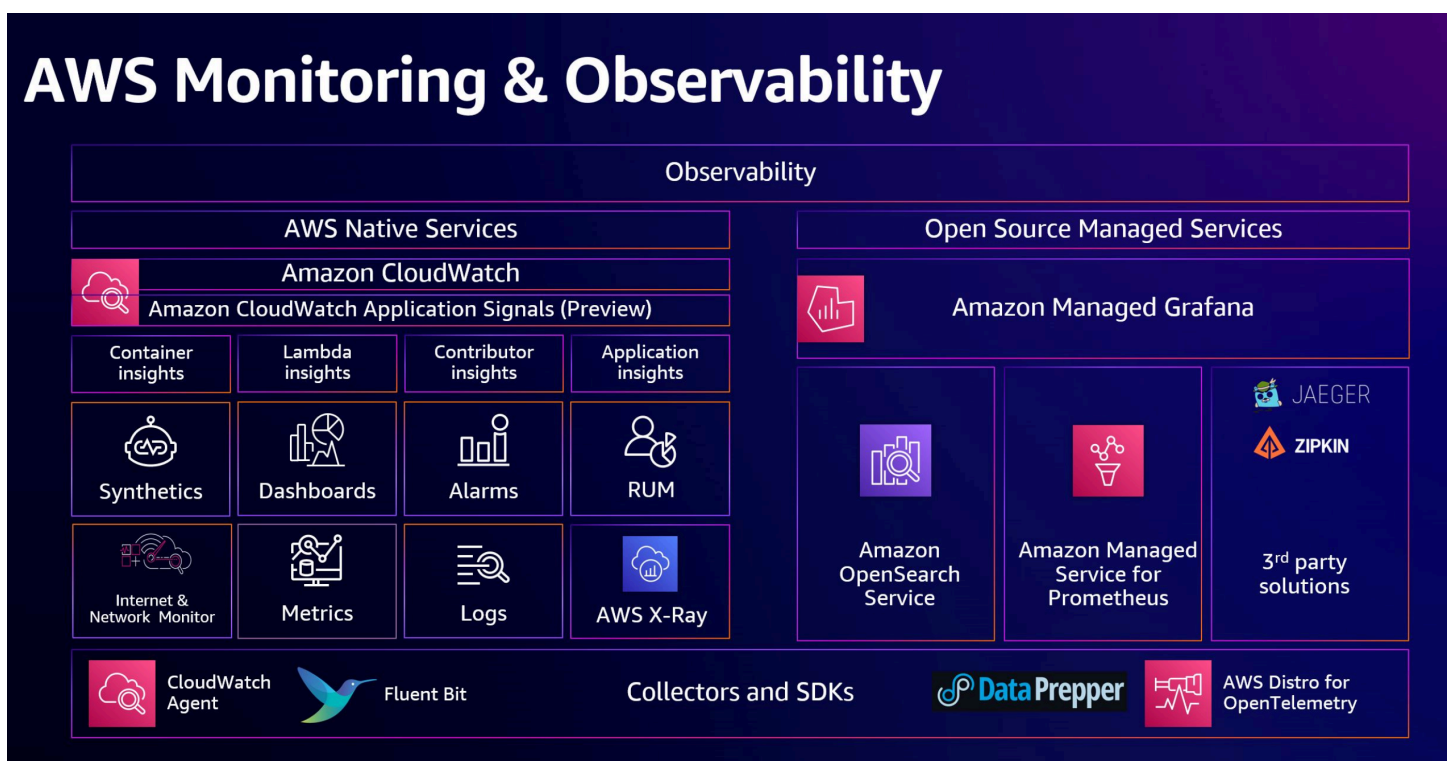 AWS Monitoring & Observability
Observability
AWS Native Services
Amazon CloudWatch
Amazon CloudWatch Application Signals (Preview)
Container
insights
Lambda
insights
Contributor
insights
Application
insights
Synthetics
Dashboards
Alarms
RUM
Internet &
Network Monitor
Metrics
Logs
AWS X-Ray
Open Source Managed Services
Amazon Managed Grafana
Amazon
OpenSearch
Service
Amazon Managed
Service for
Prometheus
JAEGER
ZIPKIN
3rd party
solutions
CloudWatch
Agent
Fluent Bit
Collectors and SDKs
Data Prepper
AWS Distro for
OpenTelemetry